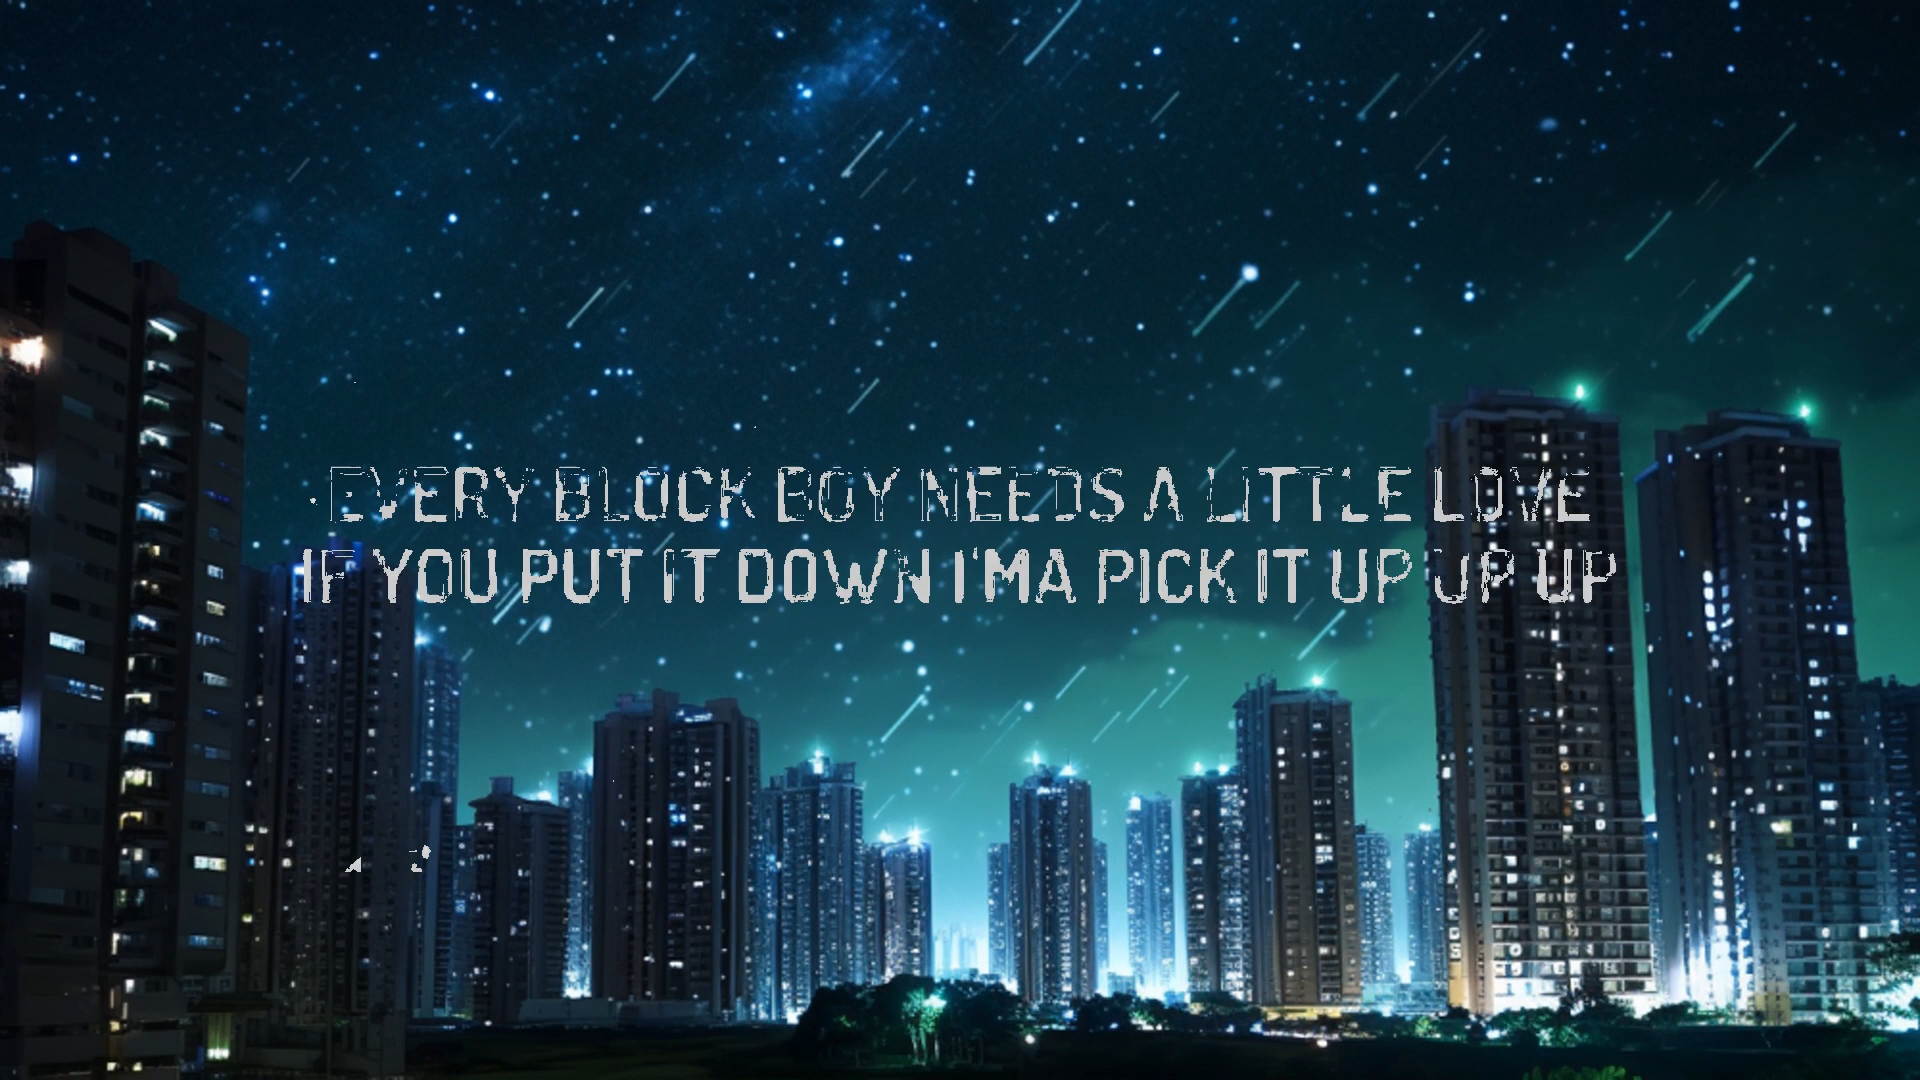 EVERY BLOCK BOY NEEDS A LITTLE LOVE
IF YOU PUT IT DOWN I'MA PICK IT UP UP UP